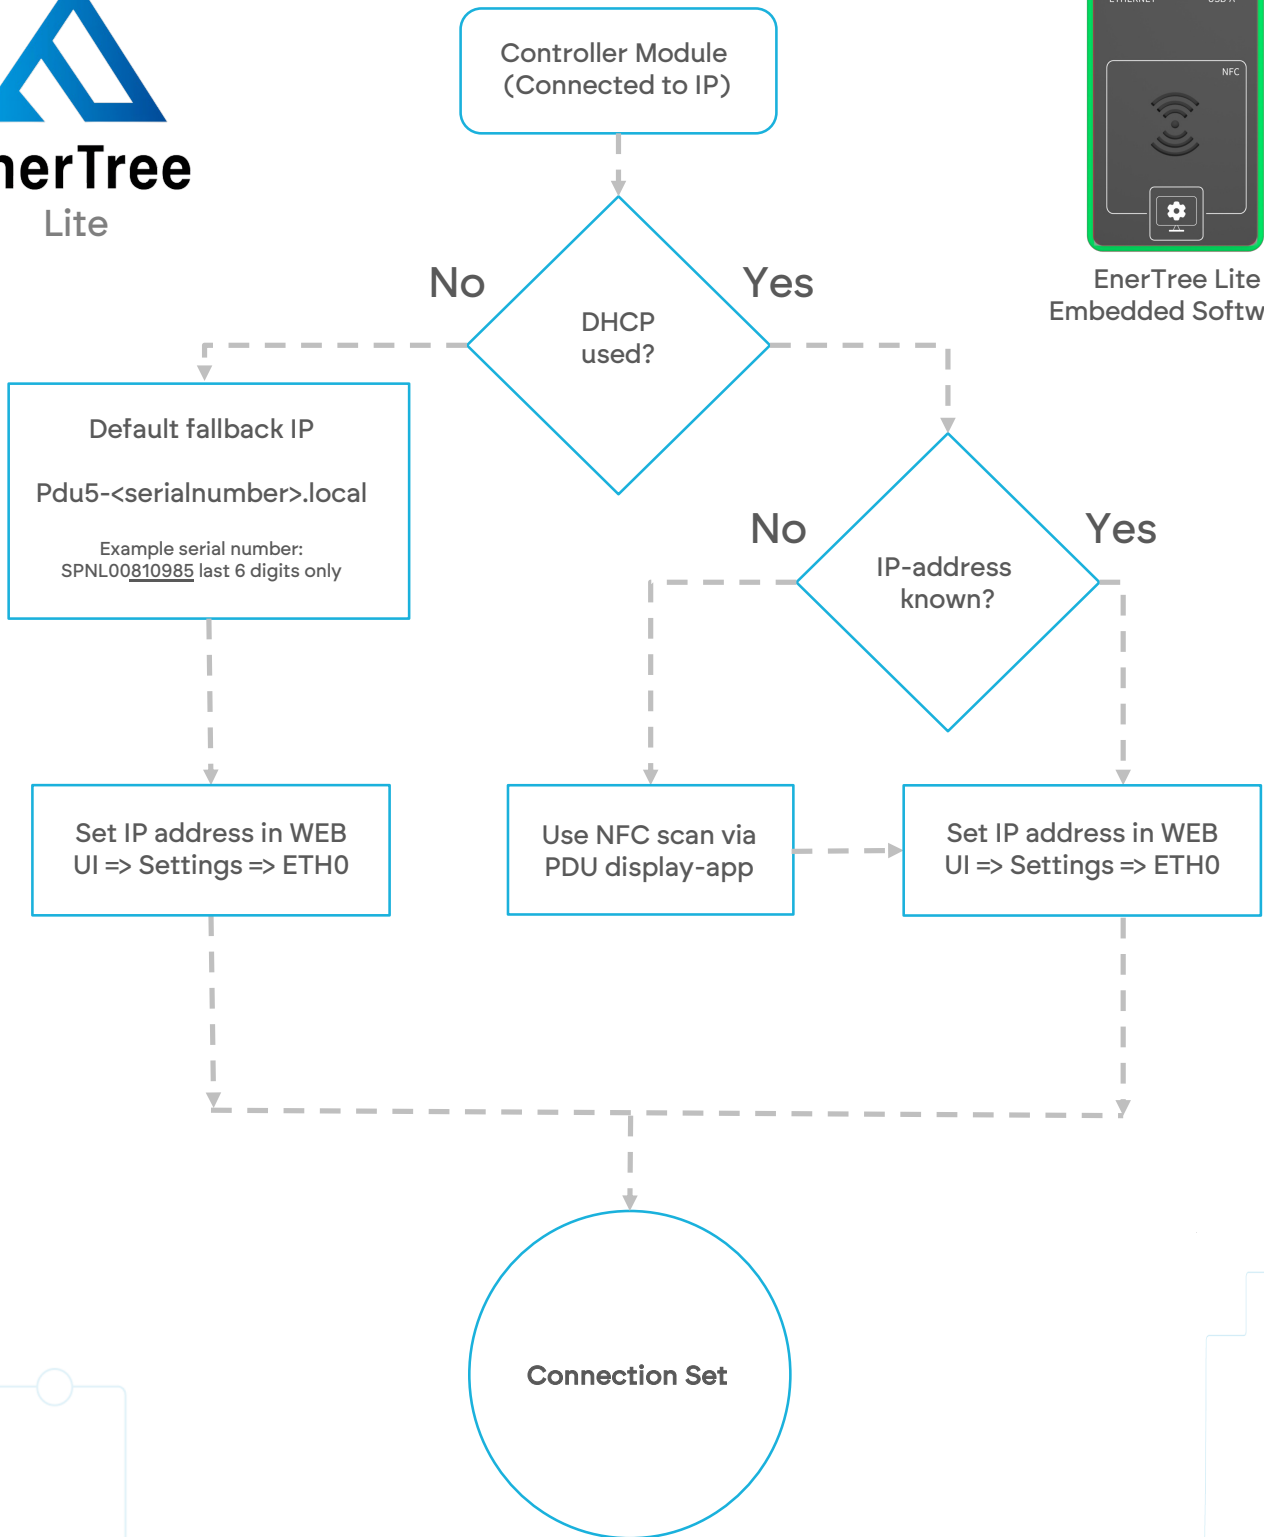 Controller Module
(Connected to IP)
ETHERNET
USB A
NFC
nerTree
Lite
EnerTree Lite
Embedded Softw
No
Yes
DHCP
used?
Default fallback IP
Pdu5-<serialnumber>.local
Example serial number:
SPNL00810985 last 6 digits only
No
Yes
IP-address
known?
Set IP address in WEB
UI => Settings => ETH0
Use NFC scan via
PDU display-app
Set IP address in WEB
UI => Settings => ETH0
Connection Set